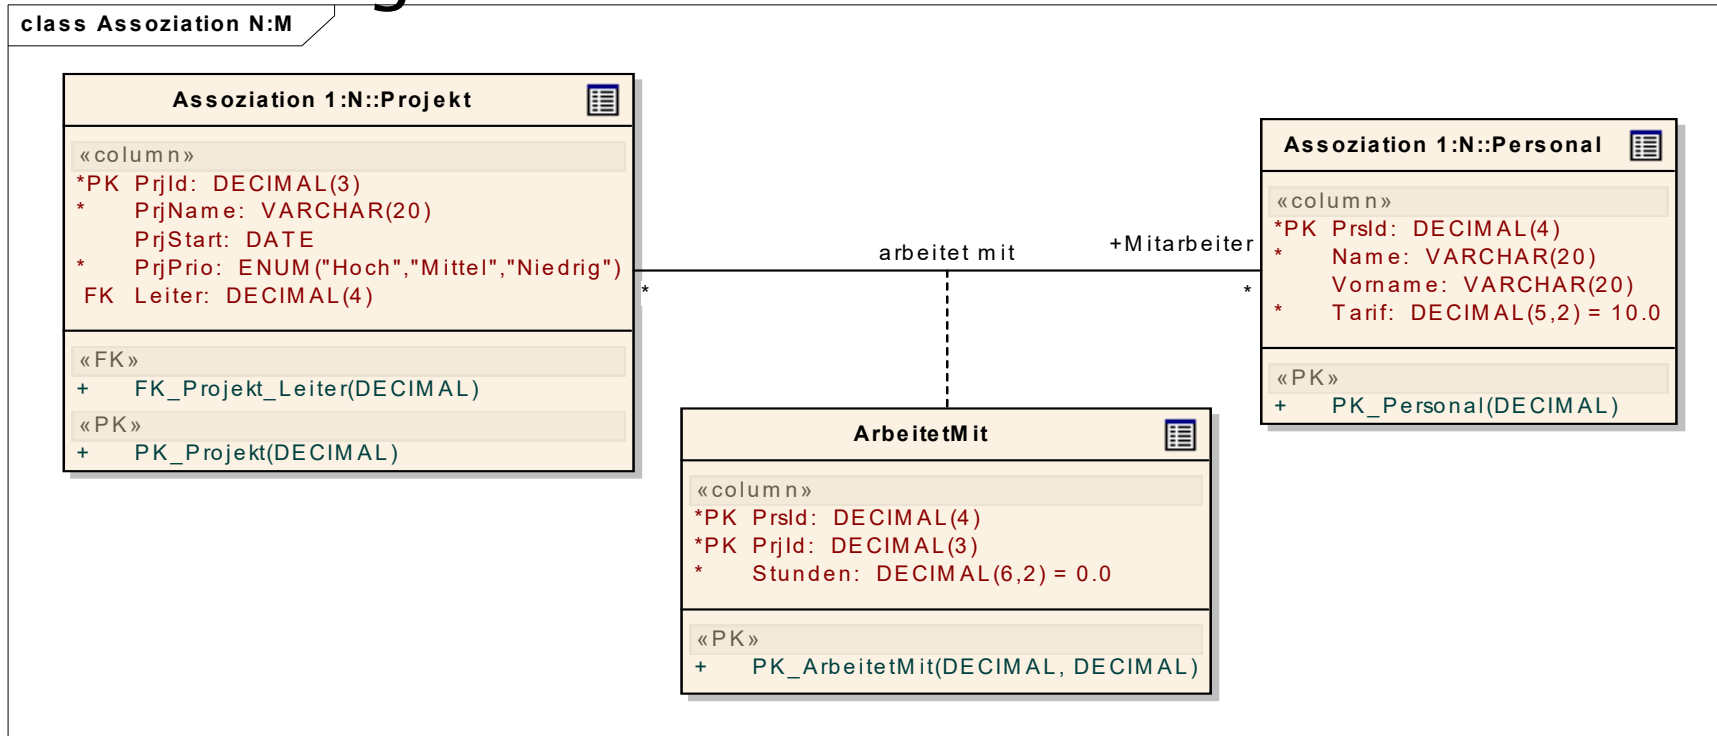 class Assoziation N:M
Assoziation 1:N::Projekt
«column»
*PK PrjId: DECIMAL(3)
* PrjName: VARCHAR(20)
PrjStart: DATE
* PrjPrio: ENUM("Hoch","Mittel","Niedrig")
FK Leiter: DECIMAL(4)
«FK»
+ FK_Projekt_Leiter(DECIMAL)
«PK»
+ PK_Projekt(DECIMAL)
*
arbeitet mit
+Mitarbeiter
*
Assoziation 1:N::Personal
«column»
*PK PrsId: DECIMAL(4)
* Name: VARCHAR(20)
Vorname: VARCHAR(20)
* Tarif: DECIMAL(5,2) = 10.0
«PK»
+ PK_Personal(DECIMAL)
ArbeitetMit
«column»
*PK PrsId: DECIMAL(4)
*PK PrjId: DECIMAL(3)
* Stunden: DECIMAL(6,2) = 0.0
«PK»
+ PK_ArbeitetMit(DECIMAL, DECIMAL)